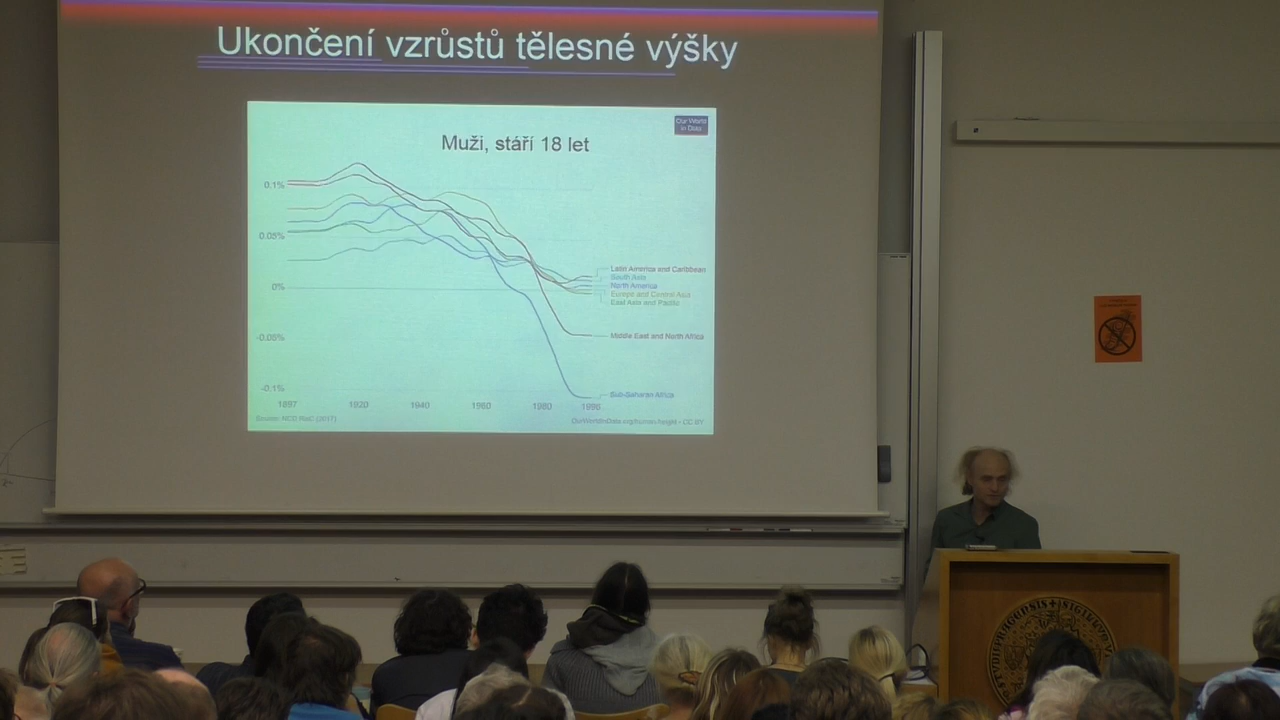 Ukončení vzrůstů tělesné výšky
Our World
in Data
Muži, stáří 18 let
0.1%
0.05%
0%
-0.05%
-0.1%
Latin America and Caribbean
South Asia
North America
Europe and Central Asia
East Asia and Pacific
Middle East and North Africa
Sub-Saharan Africa
1897
1920
1940
1960
1980
1996
Source: NCD RisC (2017)
OurWorldInData.org/human-height • CC BY